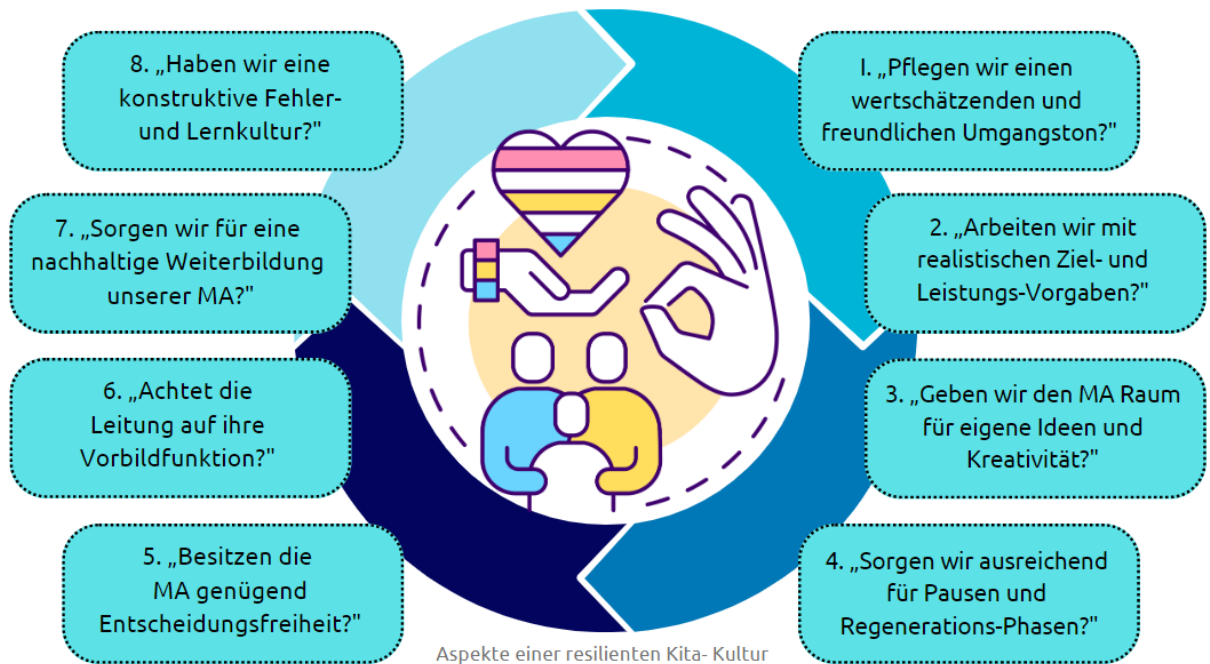 I. „Pflegen wir einen
wertschätzenden und
freundlichen Umgangston?"
2. „Arbeiten wir mit
realistischen Ziel- und
Leistungs-Vorgaben?"
3. „Geben wir den MA Raum
für eigene Ideen und
Kreativität?"
4. „Sorgen wir ausreichend
für Pausen und
Regenerations-Phasen?"
5. „Besitzen die
MA genügend
Entscheidungsfreiheit?"
6. „Achtet die
Leitung auf ihre
Vorbildfunktion?"
7. „Sorgen wir für eine
nachhaltige Weiterbildung
unserer MA?"
8. „Haben wir eine
konstruktive Fehler-
und Lernkultur?"
Aspekte einer resilienten Kita- Kultur